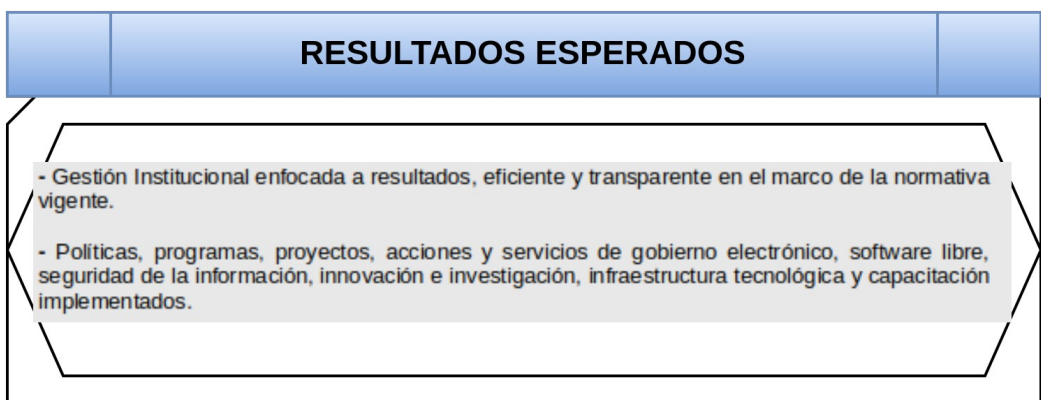 RESULTADOS ESPERADOS
- Gestión Institucional enfocada a resultados, eficiente y transparente en el marco de la normativa
vigente.
- Políticas, programas, proyectos, acciones y servicios de gobierno electrónico, software libre,
seguridad de la información, innovación e investigación, infraestructura tecnológica y capacitación
implementados.